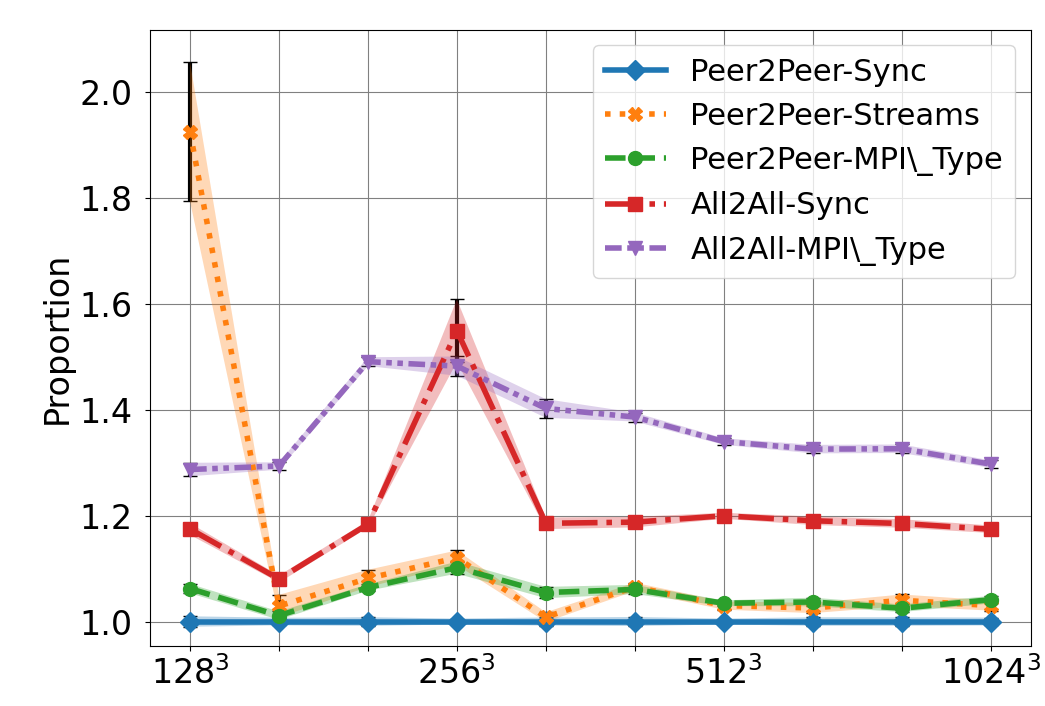 Proportion
2.0
1.8
1.6
1.4
1.2
1.0
128³
256³
512³
1024³
Peer2Peer-Sync
Peer2Peer-Streams
Peer2Peer-MPI\_Type
All2All-Sync
All2All-MPI\_Type